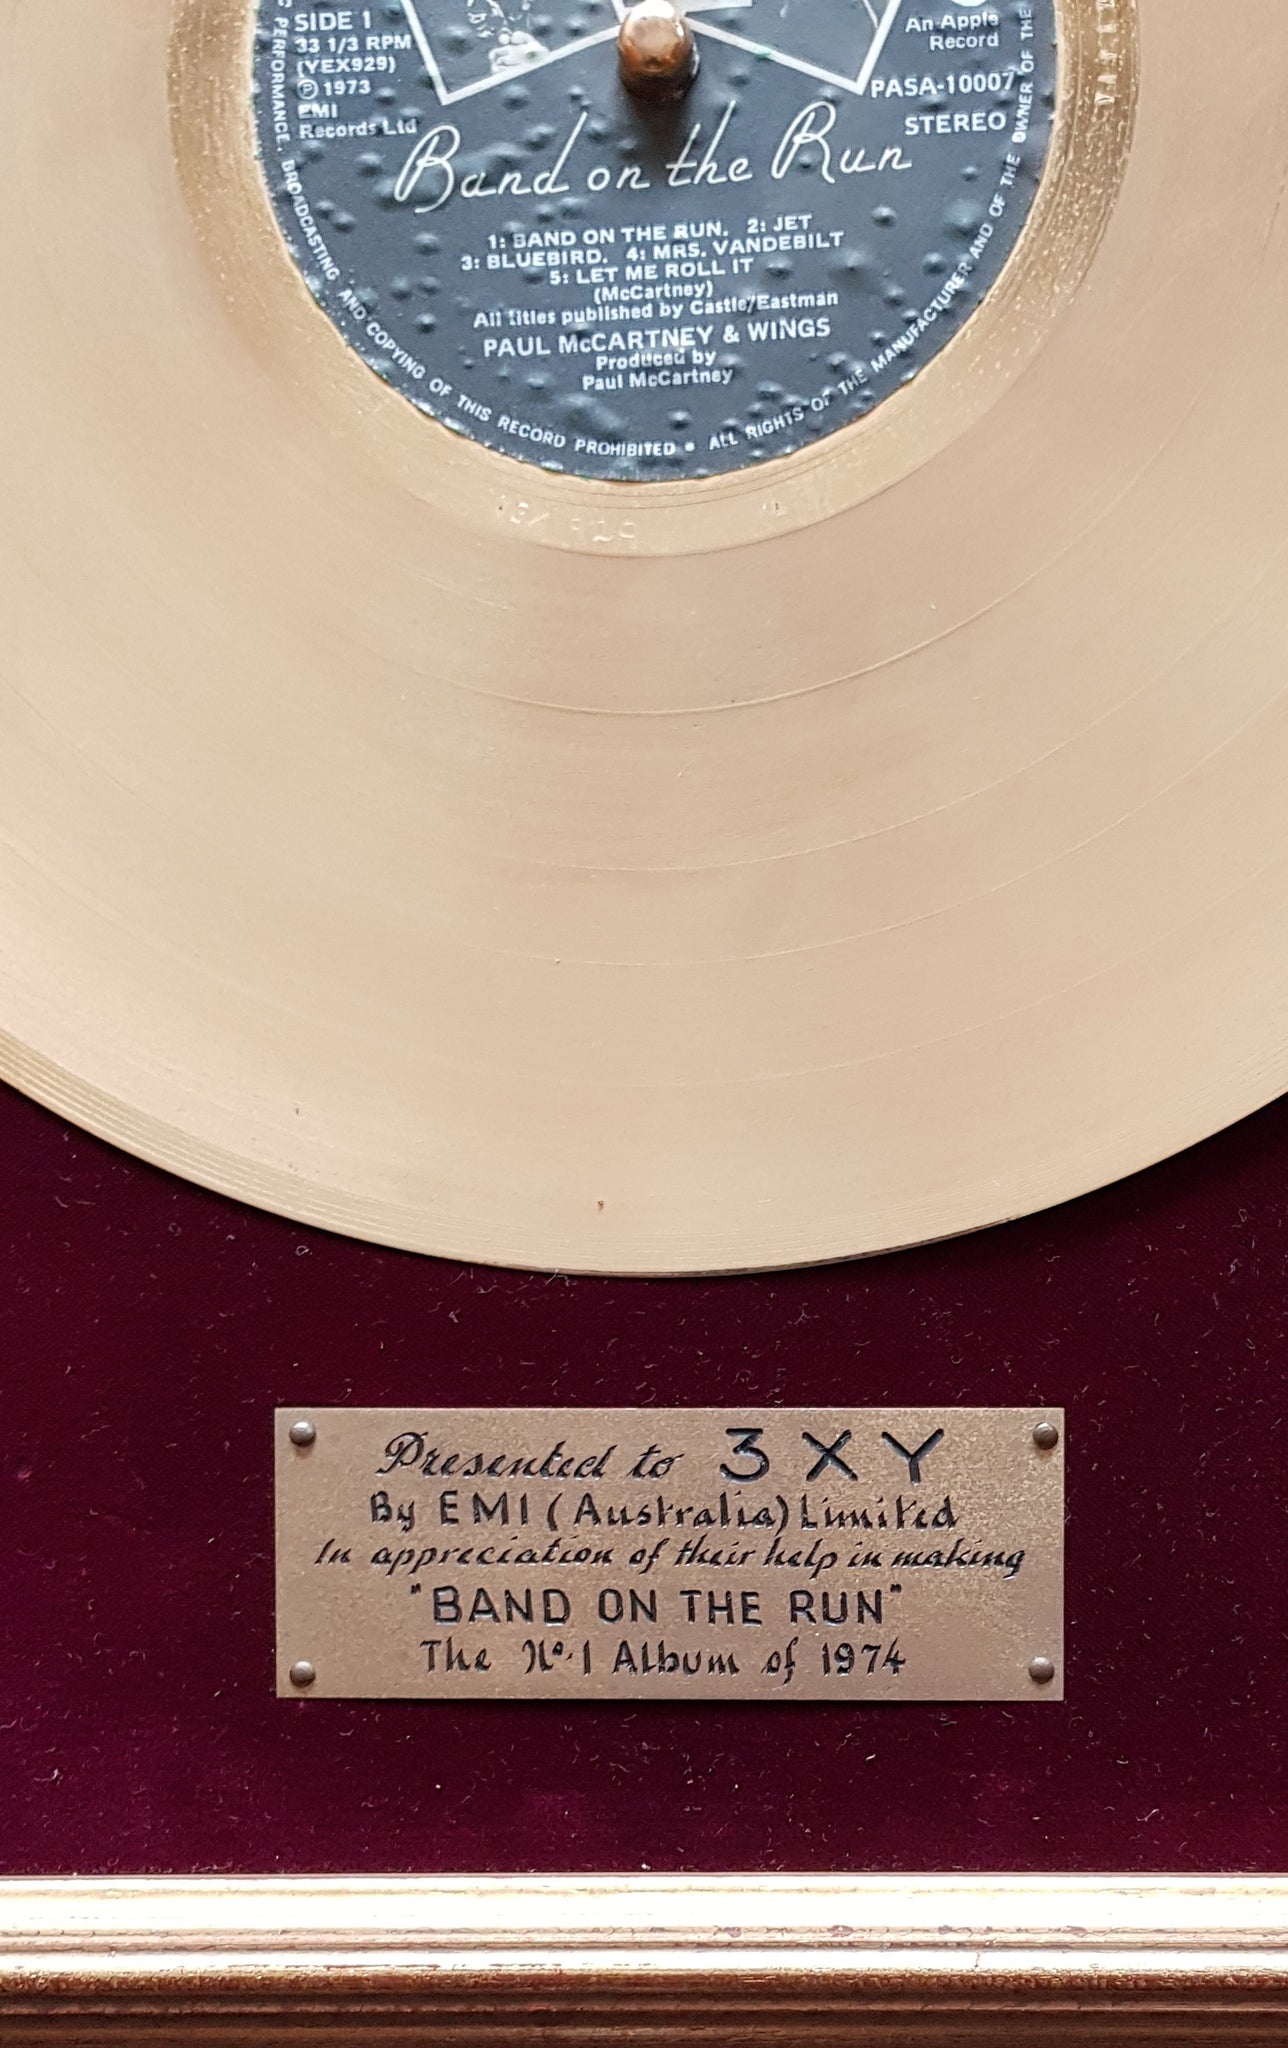 SIDE 1
33 1/3 RPM
(YEX929)
Ⓟ 1973
EMI
Records Ltd
An Apple
Record
PASA-10007
STEREO
Band on the Run
1: BAND ON THE RUN. 2: JET
3: BLUEBIRD. 4: MRS. VANDEBILT
5: LET ME ROLL IT
(McCartney)
All titles published by Castle/Eastman
PAUL McCARTNEY & WINGS
Produced by
Paul McCartney
PERFORMANCE, BROADCASTING AND COPYING OF THIS RECORD PROHIBITED • ALL RIGHTS OF THE MANUFACTURER AND OF THE OWNER OF THE
Presented to 3XY
By EMI (Australia) Limited
In appreciation of their help in making
"BAND ON THE RUN"
The No. 1 Album of 1974